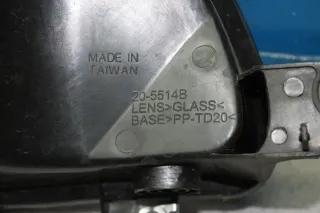 MADE IN
TAIWAN
20-5514B
LENS>GLASS<
BASE>PP-TD20<